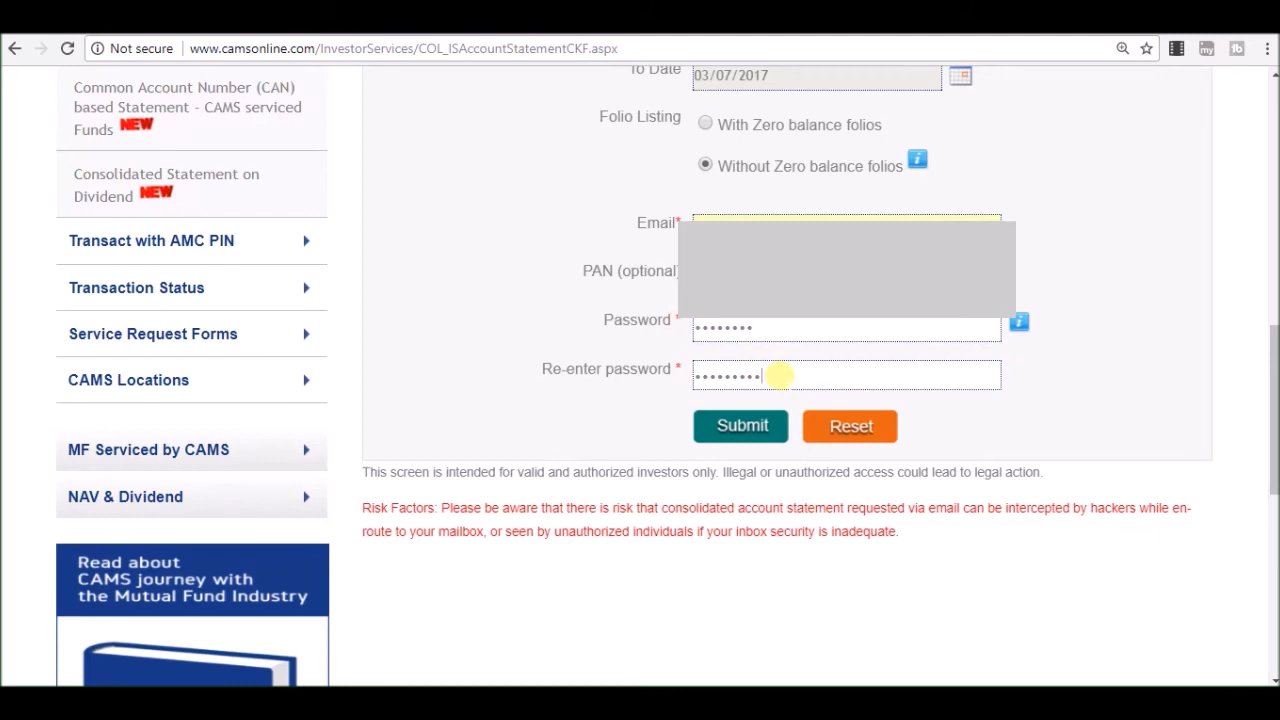 Not secure | www.camsonline.com/InvestorServices/COL_ISAccountStatementCKF.aspx
Common Account Number (CAN)
based Statement - CAMS serviced
Funds NEW
Consolidated Statement on
Dividend NEW
Transact with AMC PIN
Transaction Status
Service Request Forms
CAMS Locations
MF Serviced by CAMS
NAV & Dividend
Read about
CAMS journey with
the Mutual Fund Industry
To Date 03/07/2017
Folio Listing With Zero balance folios
Without Zero balance folios
Email*
PAN (optional)
Password * ••••••••
Re-enter password * •••••••••
Submit Reset
This screen is intended for valid and authorized investors only. Illegal or unauthorized access could lead to legal action.
Risk Factors: Please be aware that there is risk that consolidated account statement requested via email can be intercepted by hackers while en-
route to your mailbox, or seen by unauthorized individuals if your inbox security is inadequate.